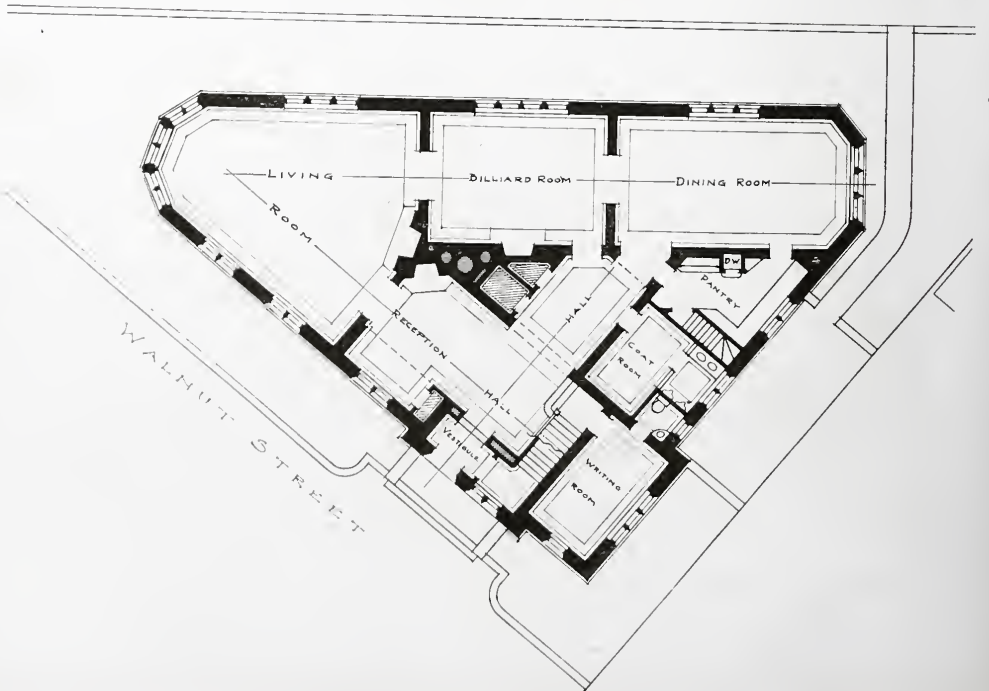 LIVING
ROOM
BILLIARD ROOM
DINING ROOM
DW
PANTRY
HALL
RECEPTION
HALL
COAT
ROOM
VESTIBULE
WRITING
ROOM
WALNUT STREET